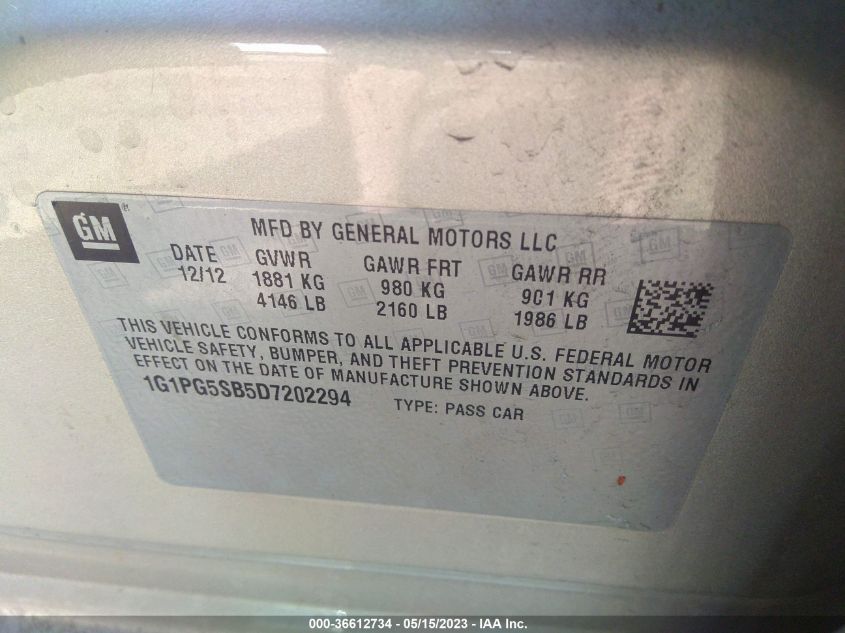 GM ®
MFD BY GENERAL MOTORS LLC
DATE GVWR GAWR FRT GAWR RR
12/12 1881 KG 980 KG 901 KG
4146 LB 2160 LB 1986 LB
THIS VEHICLE CONFORMS TO ALL APPLICABLE U.S. FEDERAL MOTOR
VEHICLE SAFETY, BUMPER, AND THEFT PREVENTION STANDARDS IN
EFFECT ON THE DATE OF MANUFACTURE SHOWN ABOVE.
1G1PG5SB5D7202294 TYPE: PASS CAR
000-36612734 - 05/15/2023 - IAA Inc.